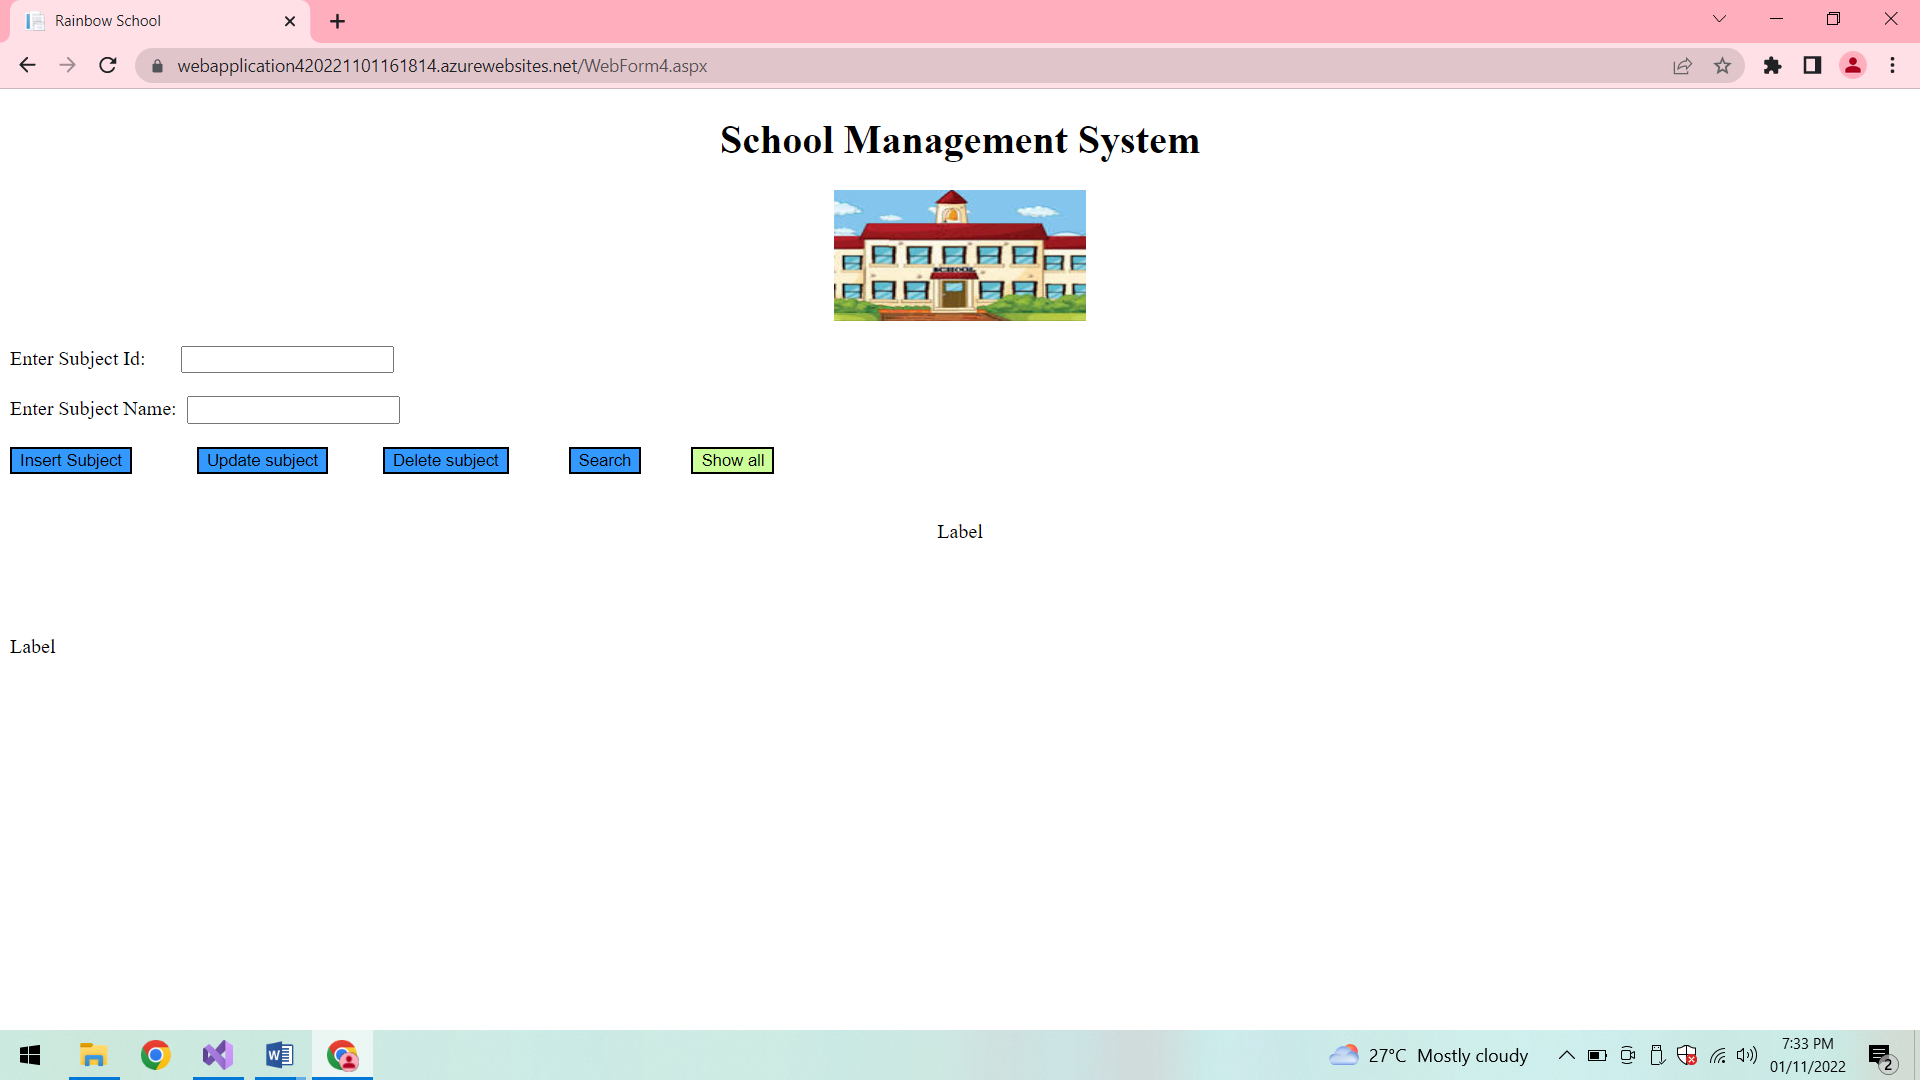 Rainbow School
webapplication420221101161814.azurewebsites.net/WebForm4.aspx
School Management System
SCHOOL
Enter Subject Id:
Enter Subject Name:
Insert Subject Update subject Delete subject Search Show all
Label
Label
27°C Mostly cloudy
7:33 PM
01/11/2022
2